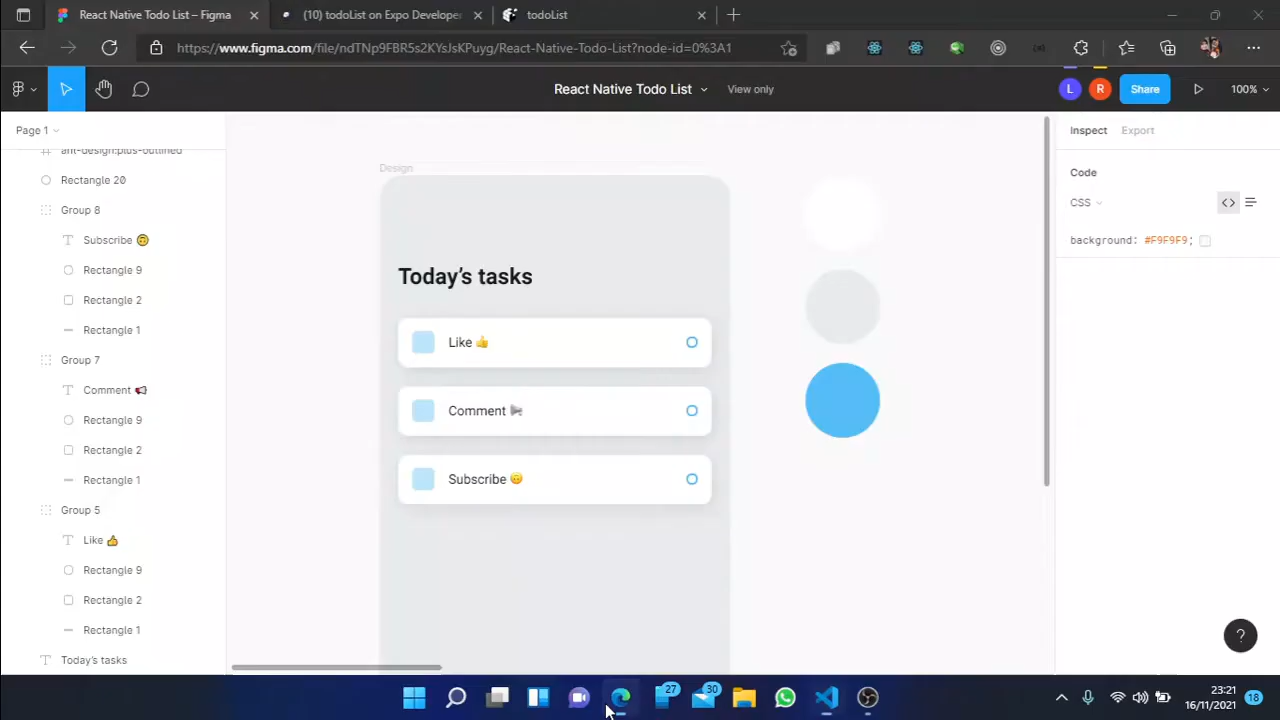 React Native Todo List – Figma
(10) todoList on Expo Developer
todoList
https://www.figma.com/file/ndTNp9FBR5s2KYsJsKPuyg/React-Native-Todo-List?node-id=0%3A1
React Native Todo List
View only
L
R
Share
100%
Page 1
Inspect
Export
ant-design:plus-outlined
Rectangle 20
Group 8
Subscribe 🙃
Rectangle 9
Rectangle 2
Rectangle 1
Group 7
Comment 📢
Rectangle 9
Rectangle 2
Rectangle 1
Group 5
Like 👍
Rectangle 9
Rectangle 2
Rectangle 1
Today's tasks
Design
Today's tasks
Like 👍
Comment 📢
Subscribe 🙃
Code
CSS
background: #F9F9F9;
?
27
30
23:21
16/11/2021
18